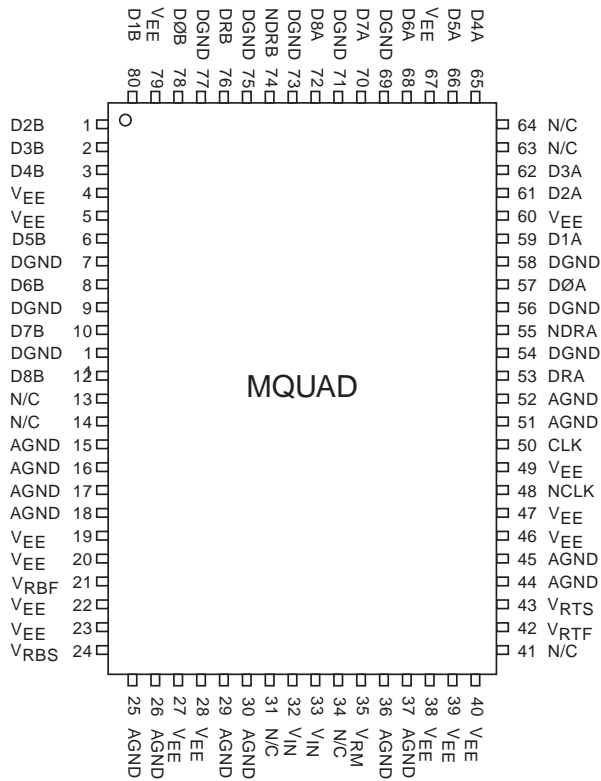 D1B 80
VEE 79
DØB 78
DGND 77
DRB 76
DGND 75
NDRB 74
DGND 73
D8A 72
DGND 71
D7A 70
DGND 69
D6A 68
VEE 67
D5A 66
D4A 65
D2B 1
D3B 2
D4B 3
VEE 4
VEE 5
D5B 6
DGND 7
D6B 8
DGND 9
D7B 10
DGND 11
D8B 12
N/C 13
N/C 14
AGND 15
AGND 16
AGND 17
AGND 18
VEE 19
VEE 20
VRBF 21
VEE 22
VEE 23
VRBS 24
MQUAD
64 N/C
63 N/C
62 D3A
61 D2A
60 VEE
59 D1A
58 DGND
57 DØA
56 DGND
55 NDRA
54 DGND
53 DRA
52 AGND
51 AGND
50 CLK
49 VEE
48 NCLK
47 VEE
46 VEE
45 AGND
44 AGND
43 VRTS
42 VRTF
41 N/C
25 AGND
26 AGND
27 VEE
28 VEE
29 AGND
30 AGND
31 N/C
32 VIN
33 VIN
34 N/C
35 VRM
36 AGND
37 AGND
38 VEE
39 VEE
40 VEE